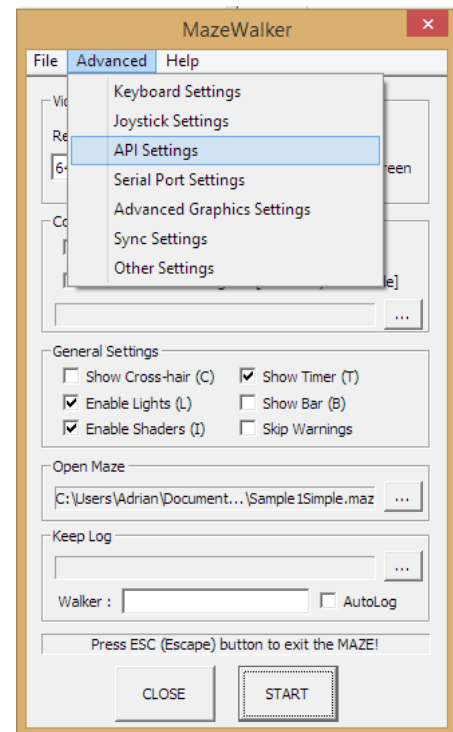 MazeWalker
File Advanced Help
Keyboard Settings
Joystick Settings
API Settings
Serial Port Settings
Advanced Graphics Settings
Sync Settings
Other Settings
...
General Settings
Show Cross-hair (C) Show Timer (T)
Enable Lights (L) Show Bar (B)
Enable Shaders (I) Skip Warnings
Open Maze
C:\Users\Adrian\Document...\Sample1Simple.maz ...
Keep Log
...
Walker : AutoLog
Press ESC (Escape) button to exit the MAZE!
CLOSE START